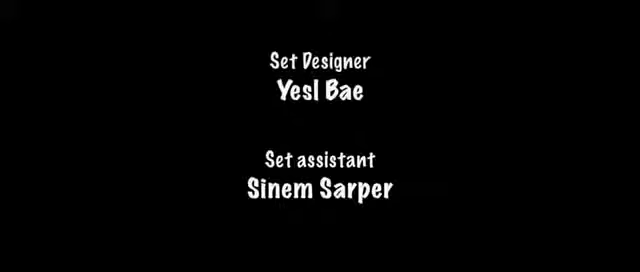 Set Designer
Yesl Bae
Set assistant
Sinem Sarper